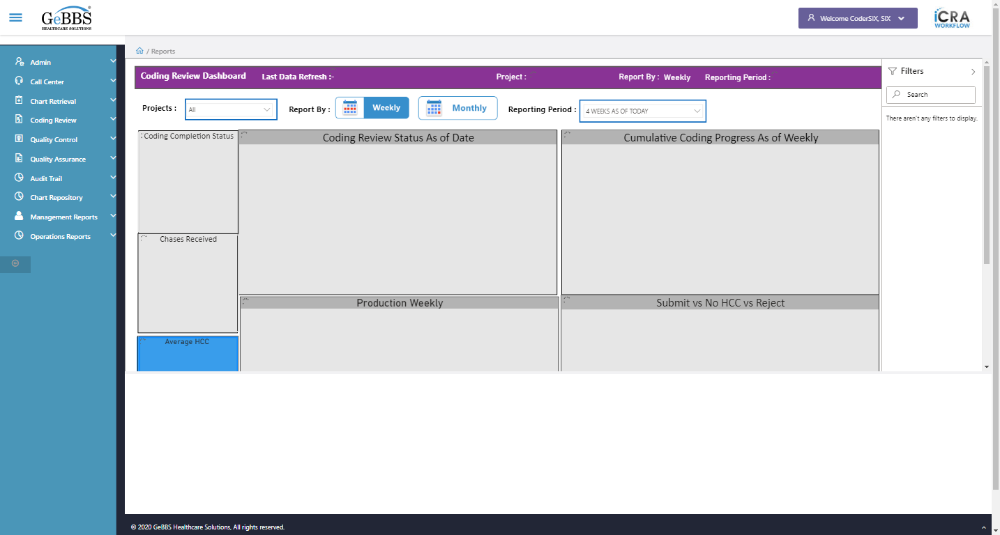 GeBBS®
HEALTHCARE SOLUTIONS
Welcome CoderSIX, SIX
iCRA
WORKFLOW
/ Reports
Admin
Call Center
Chart Retrieval
Coding Review
Quality Control
Quality Assurance
Audit Trail
Chart Repository
Management Reports
Operations Reports
Coding Review Dashboard Last Data Refresh :- Project : Report By : Weekly Reporting Period :
Projects : All Report By : Weekly Monthly Reporting Period : 4 WEEKS AS OF TODAY
Coding Completion Status
Coding Review Status As of Date
Cumulative Coding Progress As of Weekly
Chases Received
Production Weekly
Submit vs No HCC vs Reject
Average HCC
Filters
Search
There aren't any filters to display.
© 2020 GeBBS Healthcare Solutions, All rights reserved.